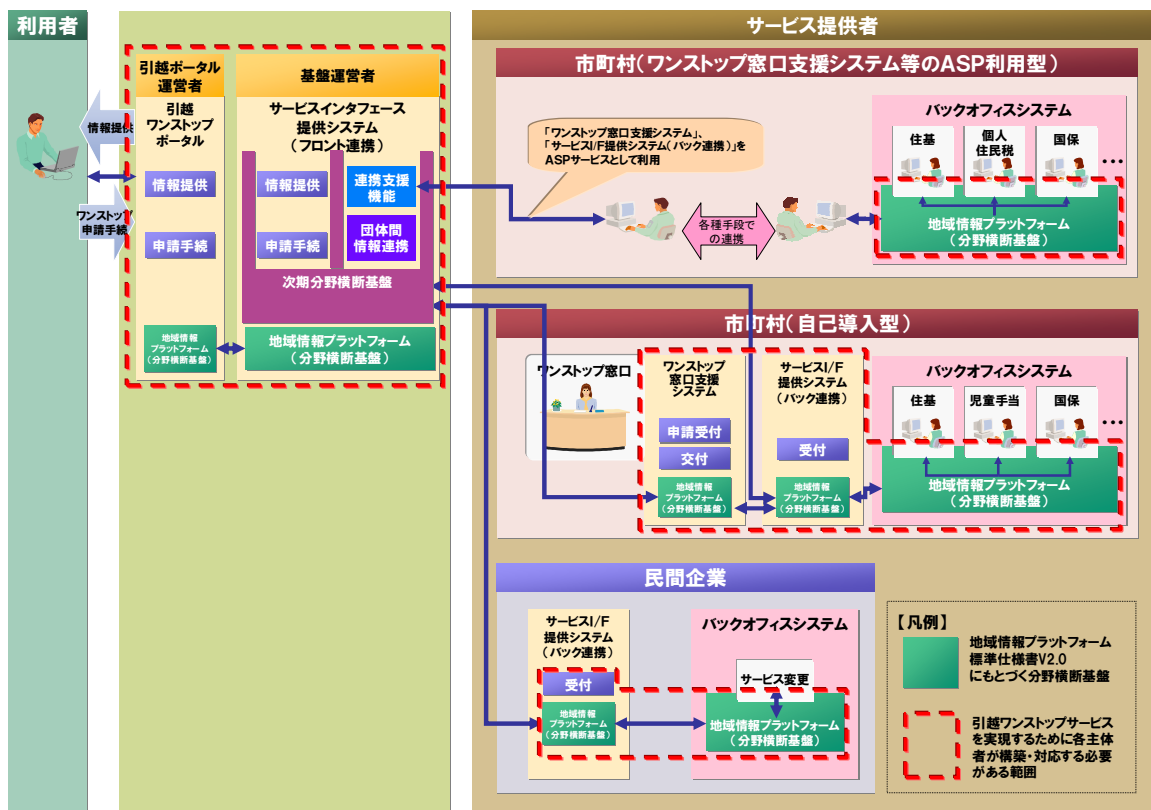 利用者
情報提供
ワンストップ
申請手続
引越ポータル
運営者
引越
ワンストップ
ポータル
情報提供
申請手続
地域情報
プラットフォーム
(分野横断基盤)
基盤運営者
サービスインタフェース
提供システム
(フロント連携)
情報提供
申請手続
連携支援
機能
団体間
情報連携
次期分野横断基盤
地域情報プラットフォーム
(分野横断基盤)
サービス提供者
市町村(ワンストップ窓口支援システム等のASP利用型)
「ワンストップ窓口支援システム」、
「サービスI/F提供システム(バック連携)」を
ASPサービスとして利用
各種手段で
の連携
バックオフィスシステム
住基
個人
住民税
国保
…
地域情報プラットフォーム
(分野横断基盤)
市町村(自己導入型)
ワンストップ窓口
ワンストップ
窓口支援
システム
申請受付
交付
地域情報
プラットフォーム
(分野横断基盤)
サービスI/F
提供システム
(バック連携)
受付
地域情報
プラットフォーム
(分野横断基盤)
バックオフィスシステム
住基
児童手当
国保
…
地域情報プラットフォーム
(分野横断基盤)
民間企業
サービスI/F
提供システム
(バック連携)
受付
地域情報
プラットフォーム
(分野横断基盤)
バックオフィスシステム
サービス変更
地域情報プラットフォーム
(分野横断基盤)
【凡例】
地域情報プラットフォーム
標準仕様書V2.0
にもとづく分野横断基盤
引越ワンストップサービス
を実現するために各主体
者が構築・対応する必要
がある範囲